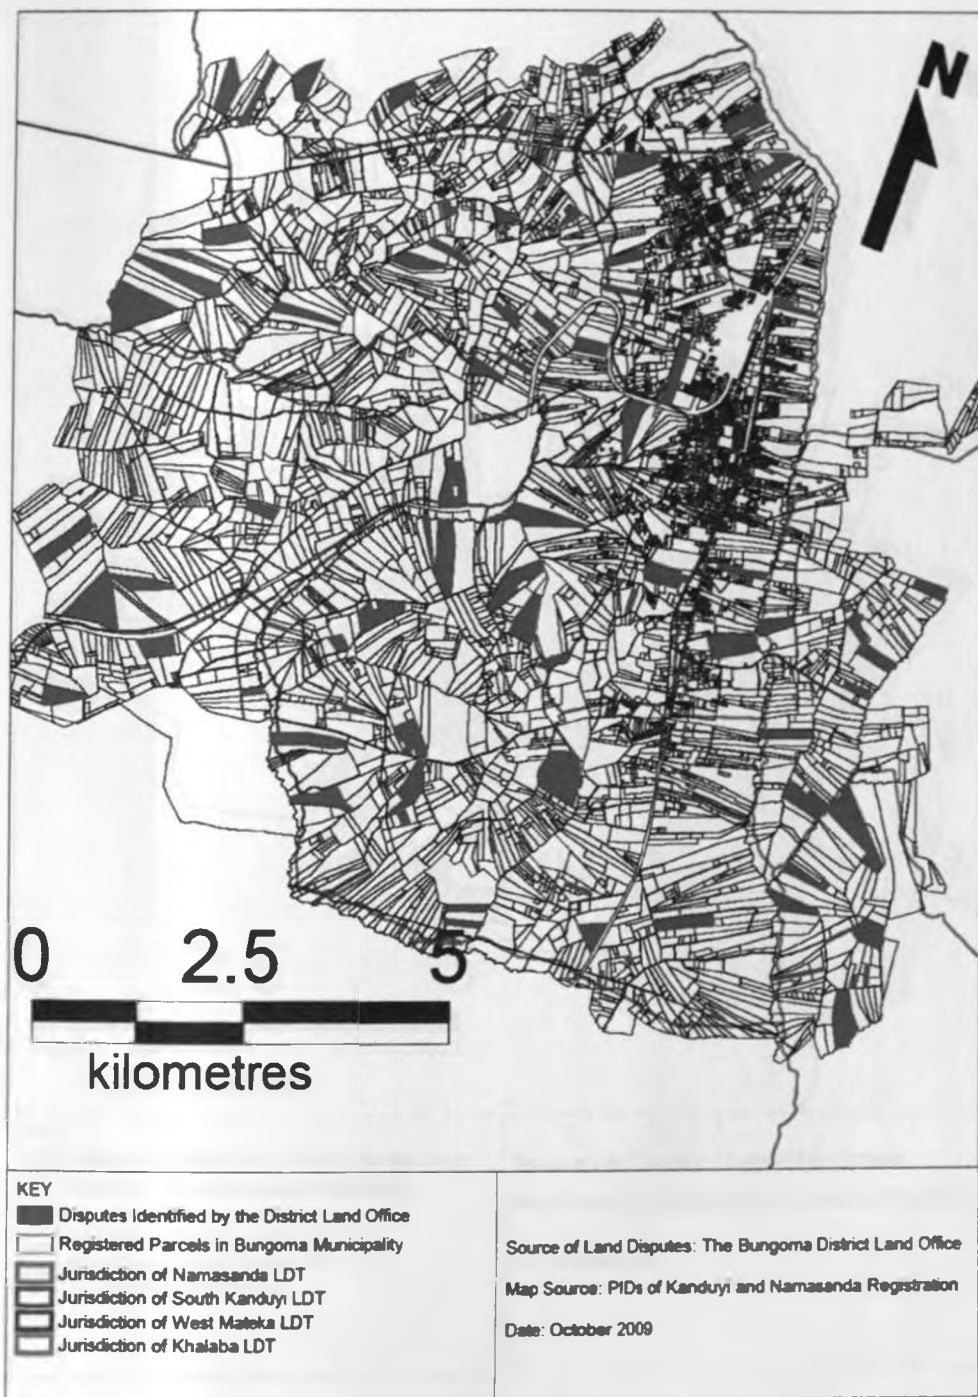 N
0 2.5 5
kilometres
KEY
Disputes Identified by the District Land Office
Registered Parcels in Bungoma Municipality
Jurisdiction of Namasanda LDT
Jurisdiction of South Kanduyi LDT
Jurisdiction of West Mateka LDT
Jurisdiction of Khalaba LDT
Source of Land Disputes: The Bungoma District Land Office
Map Source: PIDs of Kanduyi and Namasanda Registration
Date: October 2009